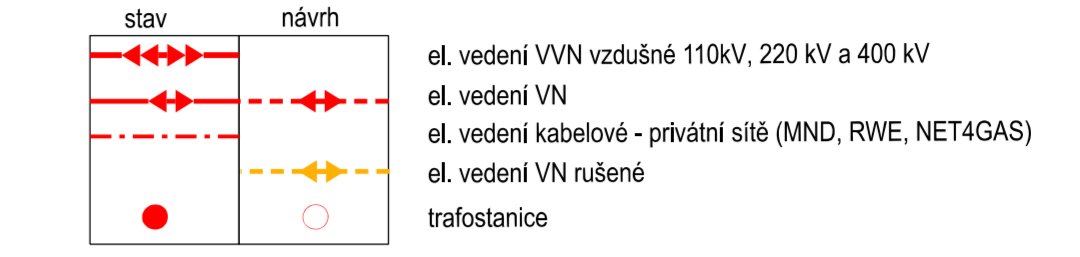 stav návrh
el. vedení VVN vzdušné 110kV, 220 kV a 400 kV
el. vedení VN
el. vedení kabelové - privátní sítě (MND, RWE, NET4GAS)
el. vedení VN rušené
trafostanice